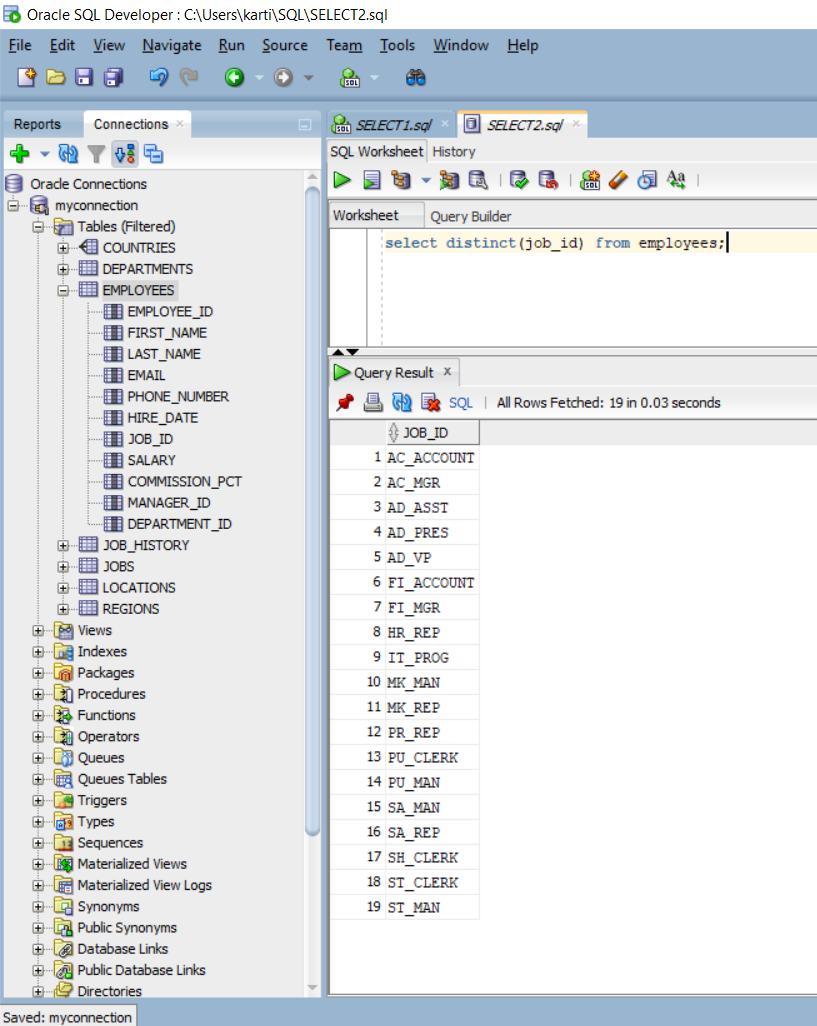 Oracle SQL Developer : C:\Users\karti\SQL\SELECT2.sql
File Edit View Navigate Run Source Team Tools Window Help
Reports Connections
Oracle Connections
myconnection
Tables (Filtered)
COUNTRIES
DEPARTMENTS
EMPLOYEES
EMPLOYEE_ID
FIRST_NAME
LAST_NAME
EMAIL
PHONE_NUMBER
HIRE_DATE
JOB_ID
SALARY
COMMISSION_PCT
MANAGER_ID
DEPARTMENT_ID
JOB_HISTORY
JOBS
LOCATIONS
REGIONS
Views
Indexes
Packages
Procedures
Functions
Operators
Queues
Queues Tables
Triggers
Types
Sequences
Materialized Views
Materialized View Logs
Synonyms
Public Synonyms
Database Links
Public Database Links
Directories
Saved: myconnection
SELECT1.sql SELECT2.sql
SQL Worksheet History
Worksheet Query Builder
select distinct(job_id) from employees;
Query Result
SQL All Rows Fetched: 19 in 0.03 seconds
JOB_ID
1 AC_ACCOUNT
2 AC_MGR
3 AD_ASST
4 AD_PRES
5 AD_VP
6 FI_ACCOUNT
7 FI_MGR
8 HR_REP
9 IT_PROG
10 MK_MAN
11 MK_REP
12 PR_REP
13 PU_CLERK
14 PU_MAN
15 SA_MAN
16 SA_REP
17 SH_CLERK
18 ST_CLERK
19 ST_MAN